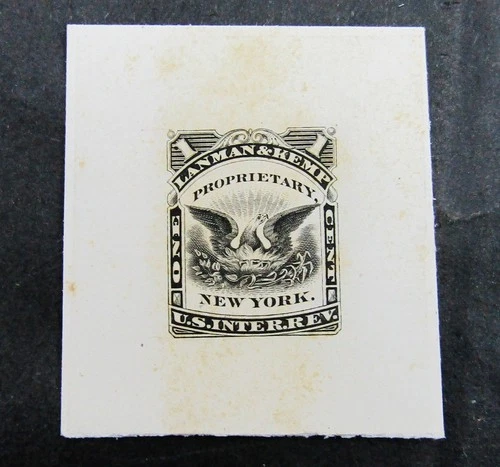 1 1
LANMAN & KEMP
PROPRIETARY,
ONE CENT
NEW YORK.
U.S. INTER. REV.